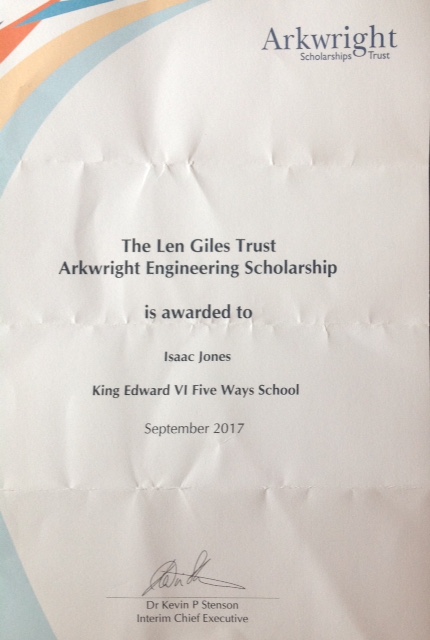 Arkwright
Scholarships Trust
The Len Giles Trust
Arkwright Engineering Scholarship
is awarded to
Isaac Jones
King Edward VI Five Ways School
September 2017
Dr Kevin P Stenson
Interim Chief Executive